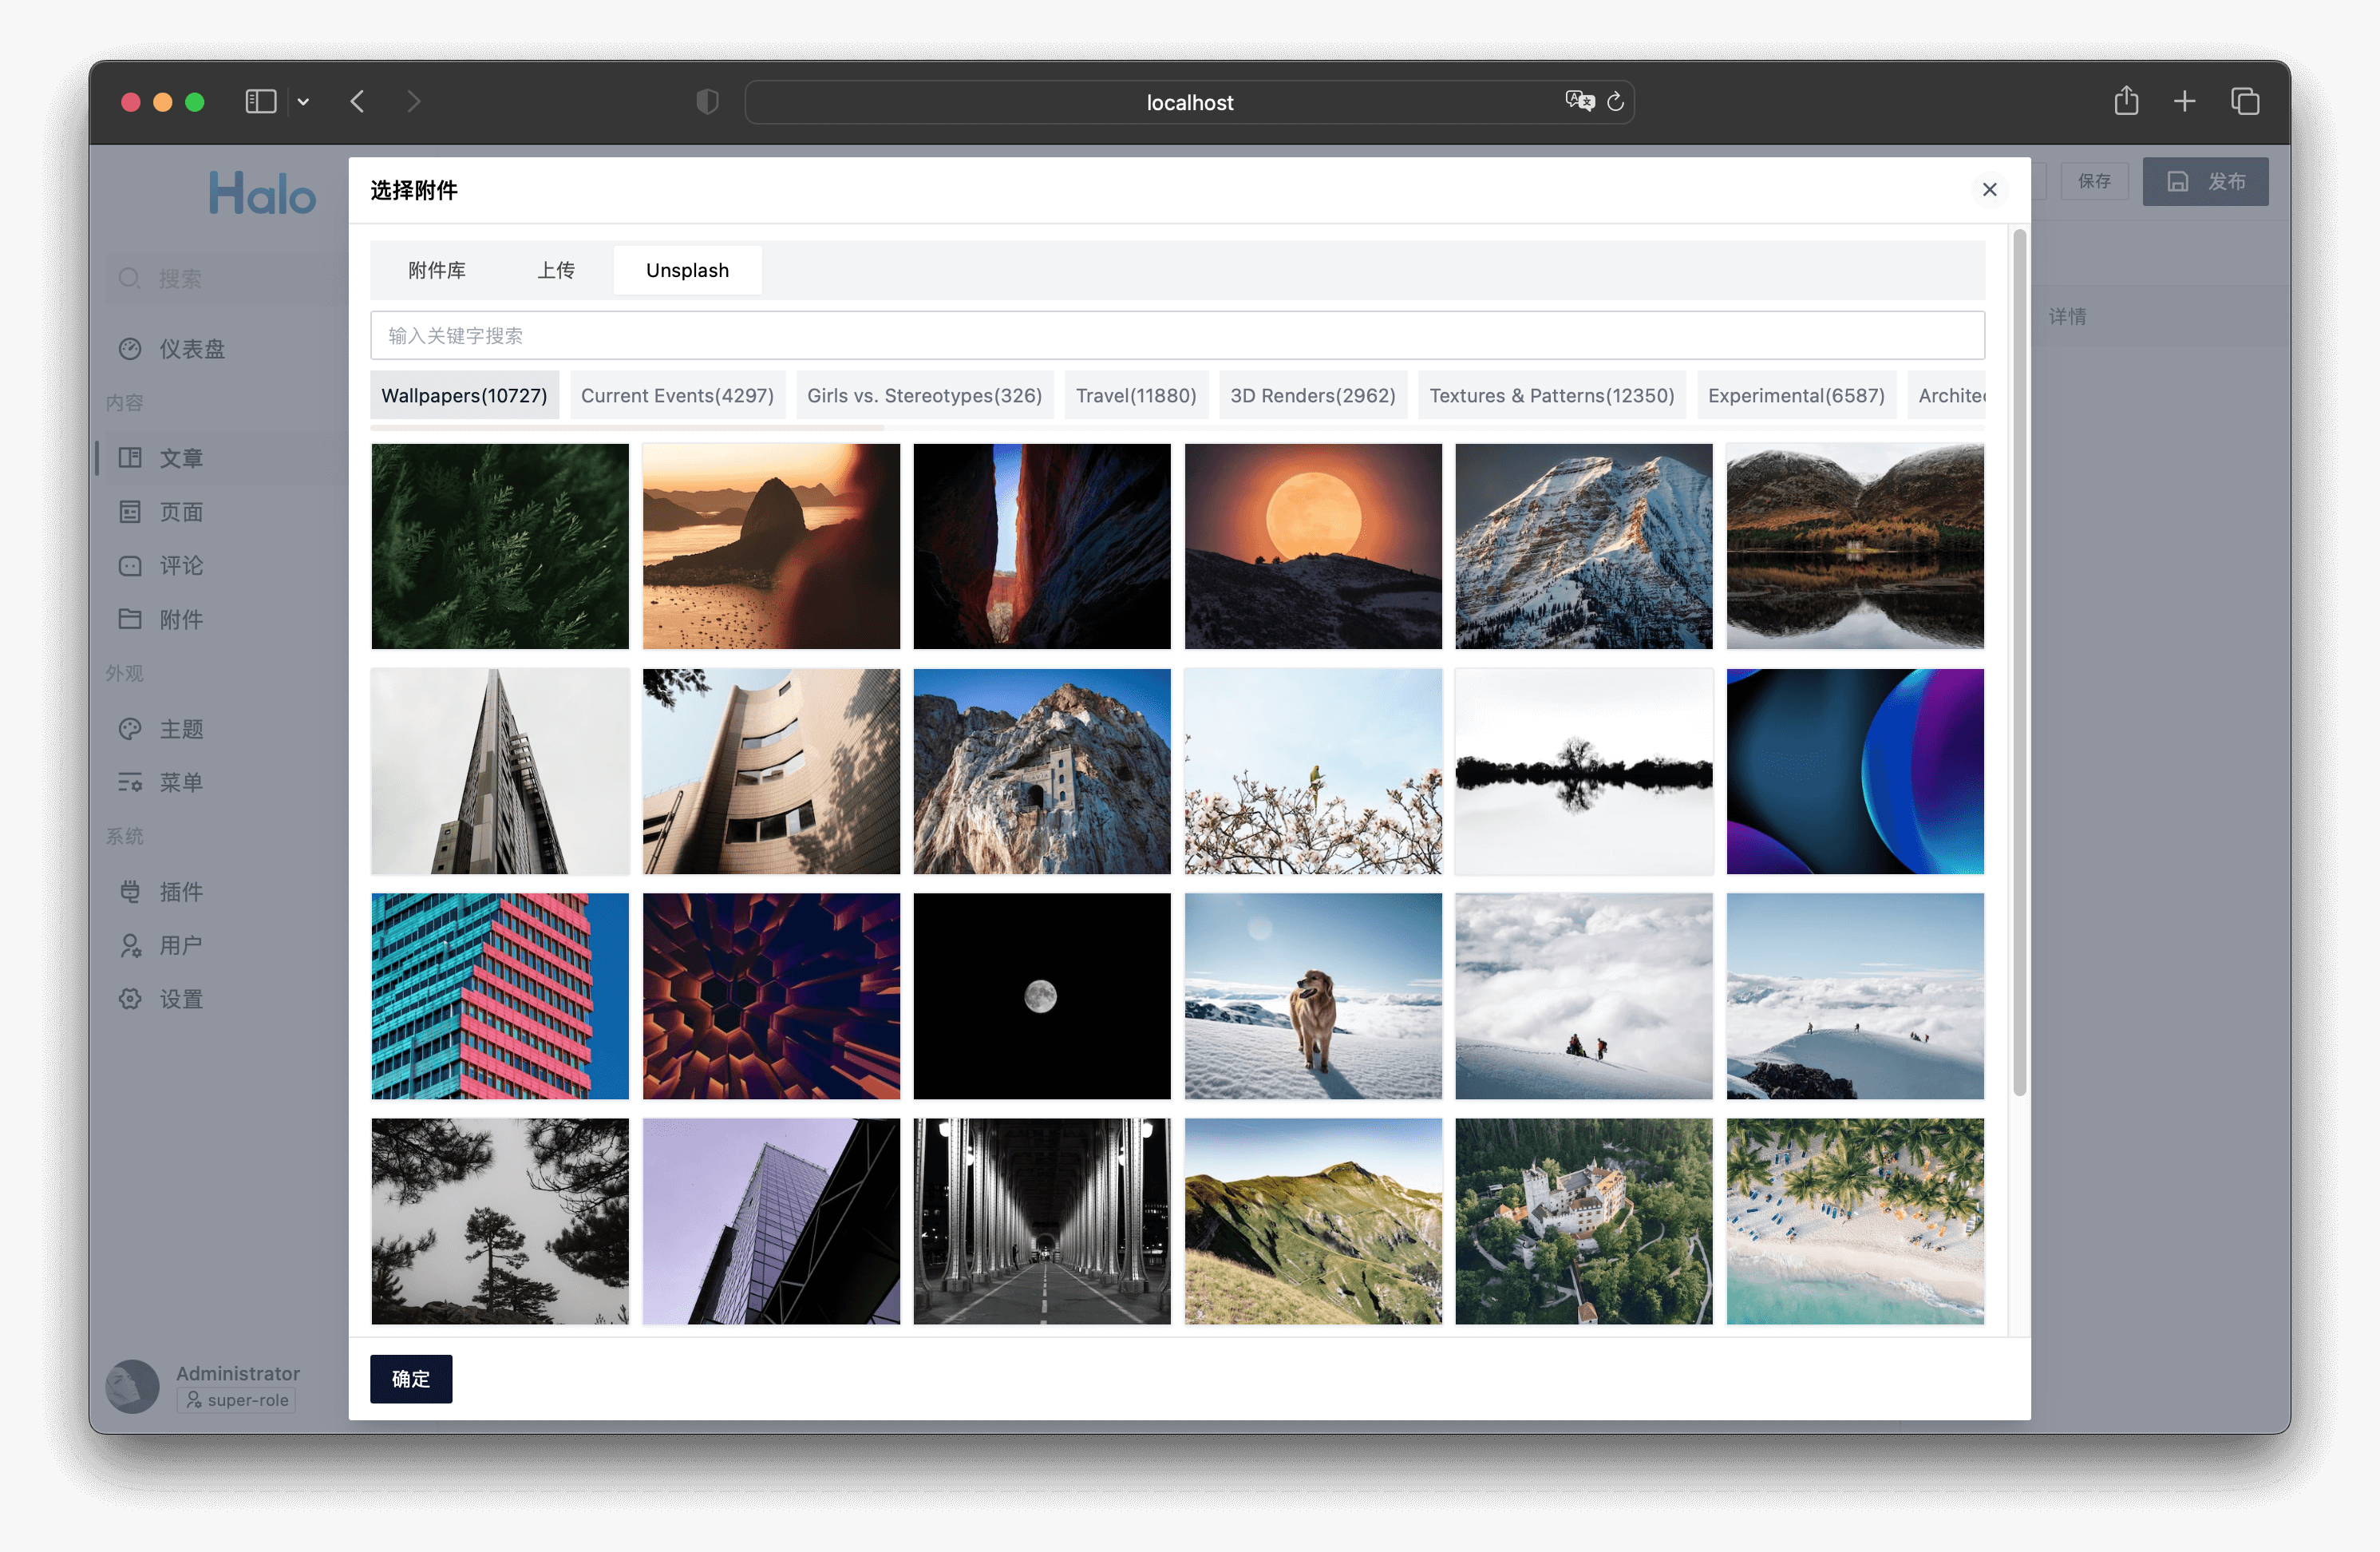 localhost
Halo
搜索
仪表盘
内容
文章
页面
评论
附件
外观
主题
菜单
系统
插件
用户
设置
Administrator
super-role
选择附件
附件库 上传 Unsplash
输入关键字搜索
Wallpapers(10727) Current Events(4297) Girls vs. Stereotypes(326) Travel(11880) 3D Renders(2962) Textures & Patterns(12350) Experimental(6587) Archite
确定
保存 发布
详情